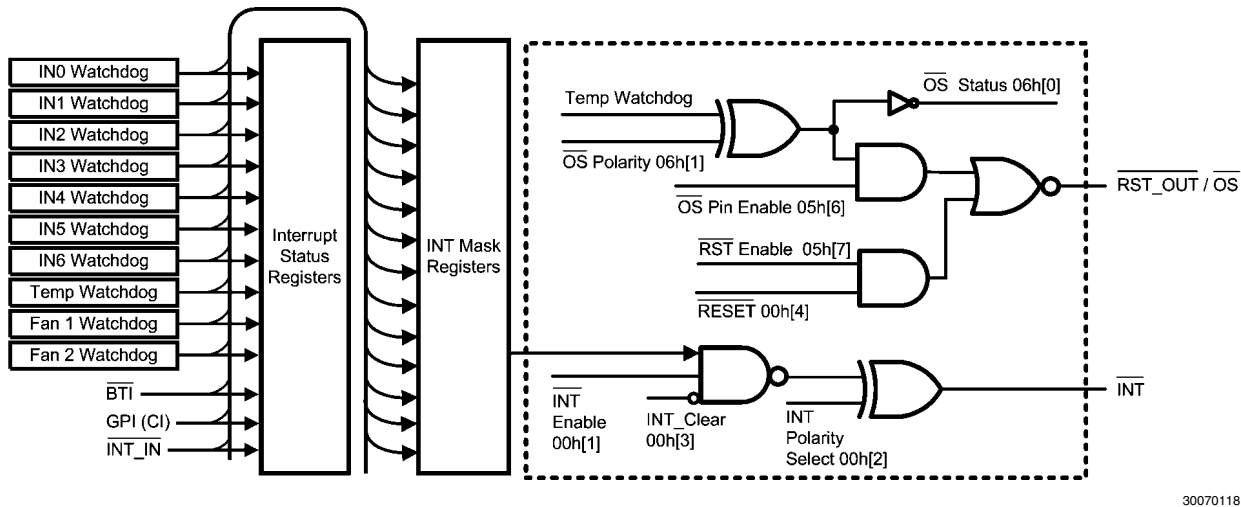 IN0 Watchdog
IN1 Watchdog
IN2 Watchdog
IN3 Watchdog
IN4 Watchdog
IN5 Watchdog
IN6 Watchdog
Temp Watchdog
Fan 1 Watchdog
Fan 2 Watchdog
BTI
GPI (CI)
INT_IN
Interrupt
Status
Registers
INT Mask
Registers
Temp Watchdog
OS Polarity 06h[1]
OS Status 06h[0]
OS Pin Enable 05h[6]
RST Enable 05h[7]
RESET 00h[4]
RST_OUT / OS
INT
Enable
00h[1]
INT_Clear
00h[3]
INT
Polarity
Select 00h[2]
INT
30070118